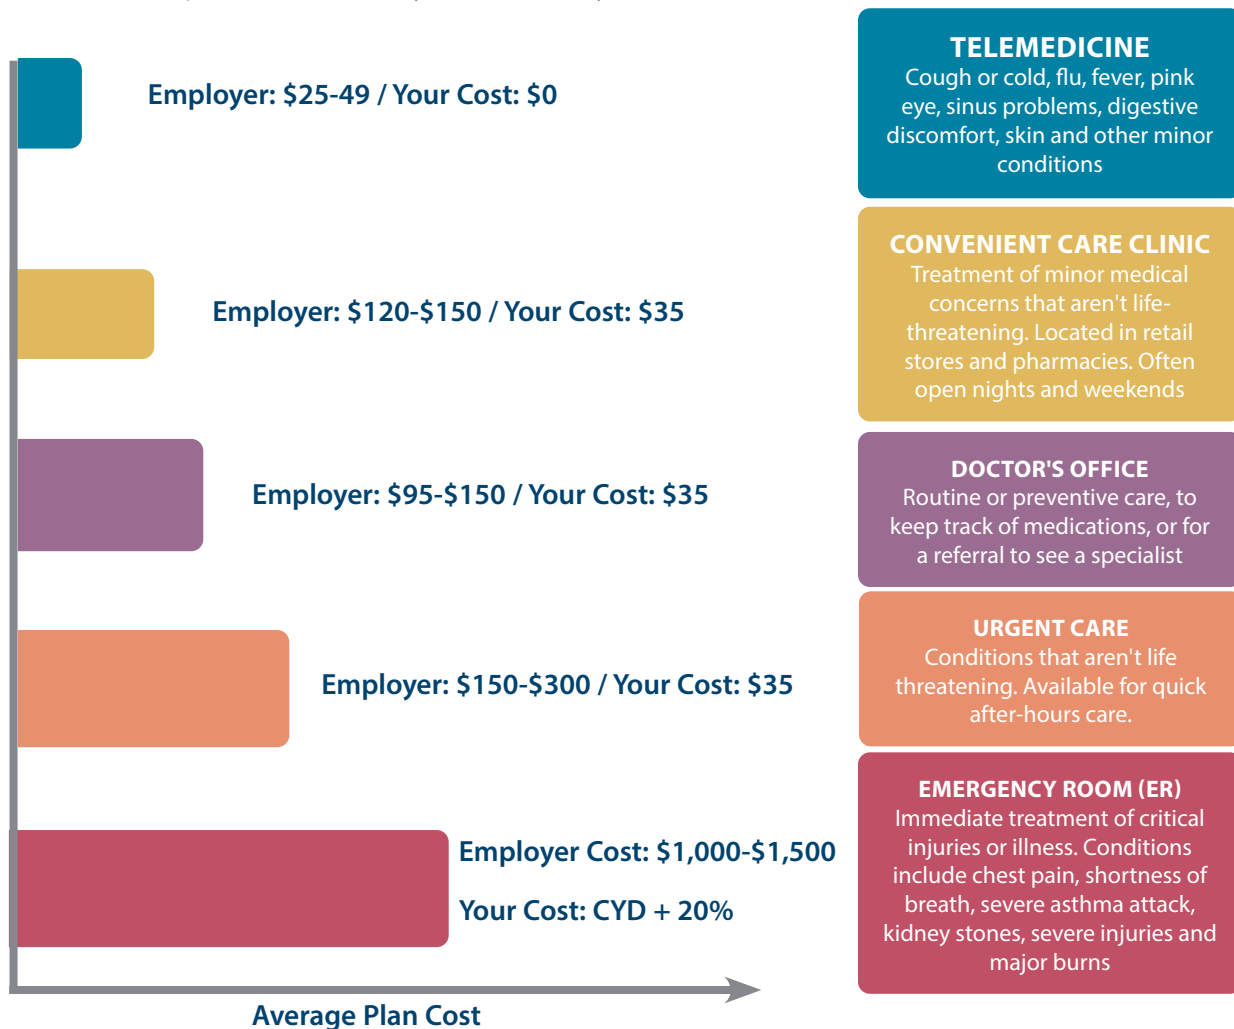 TELEMEDICINE
Cough or cold, flu, fever, pink
eye, sinus problems, digestive
discomfort, skin and other minor
conditions
Employer: $25-49 / Your Cost: $0
CONVENIENT CARE CLINIC
Treatment of minor medical
concerns that aren't life-
threatening. Located in retail
stores and pharmacies. Often
open nights and weekends
Employer: $120-$150 / Your Cost: $35
DOCTOR'S OFFICE
Routine or preventive care, to
keep track of medications, or for
a referral to see a specialist
Employer: $95-$150 / Your Cost: $35
URGENT CARE
Conditions that aren't life
threatening. Available for quick
after-hours care.
Employer: $150-$300 / Your Cost: $35
EMERGENCY ROOM (ER)
Immediate treatment of critical
injuries or illness. Conditions
include chest pain, shortness of
breath, severe asthma attack,
kidney stones, severe injuries and
major burns
Employer Cost: $1,000-$1,500
Your Cost: CYD + 20%
Average Plan Cost